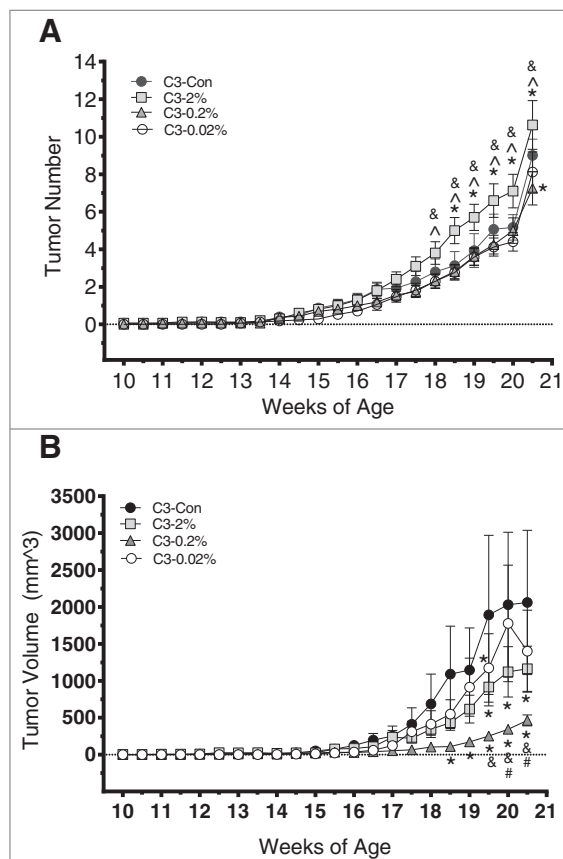 A
14
12
10
8
6
4
2
0
Tumor Number
C3-Con
C3-2%
C3-0.2%
C3-0.02%
&
^
&
^
*
&
^
*
&
^
*
&
^
*
&
^
*
*
10 11 12 13 14 15 16 17 18 19 20 21
Weeks of Age
B
3500
3000
2500
2000
1500
1000
500
0
Tumor Volume (mm^3)
C3-Con
C3-2%
C3-0.2%
C3-0.02%
*
* * *
* * * * *
& & &
# #
10 11 12 13 14 15 16 17 18 19 20 21
Weeks of Age